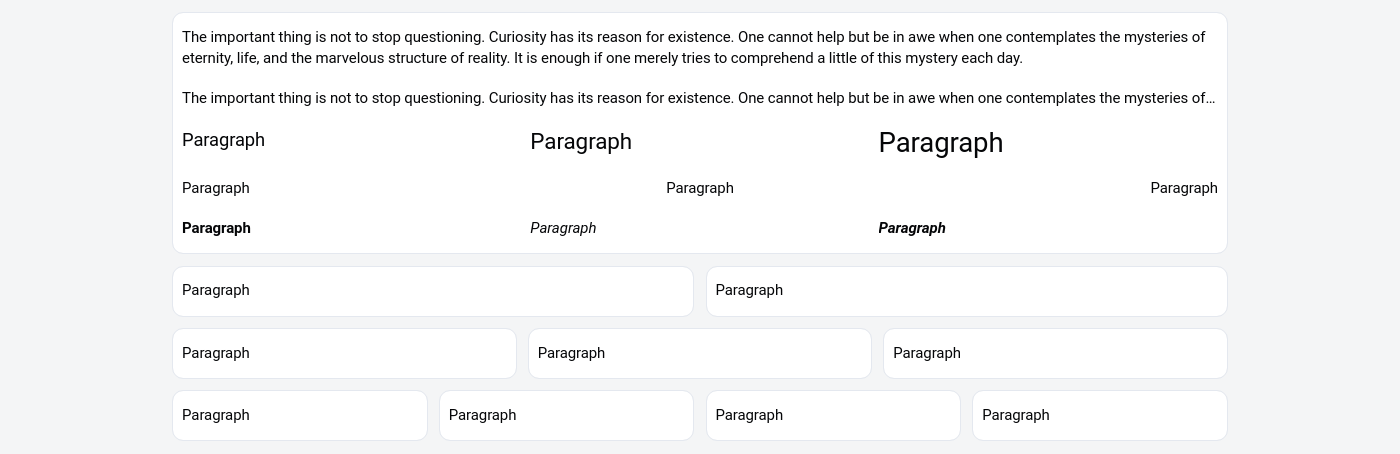 The important thing is not to stop questioning. Curiosity has its reason for existence. One cannot help but be in awe when one contemplates the mysteries of
eternity, life, and the marvelous structure of reality. It is enough if one merely tries to comprehend a little of this mystery each day.
The important thing is not to stop questioning. Curiosity has its reason for existence. One cannot help but be in awe when one contemplates the mysteries of...
Paragraph Paragraph Paragraph
Paragraph Paragraph Paragraph
Paragraph Paragraph Paragraph
Paragraph Paragraph
Paragraph Paragraph Paragraph
Paragraph Paragraph Paragraph Paragraph